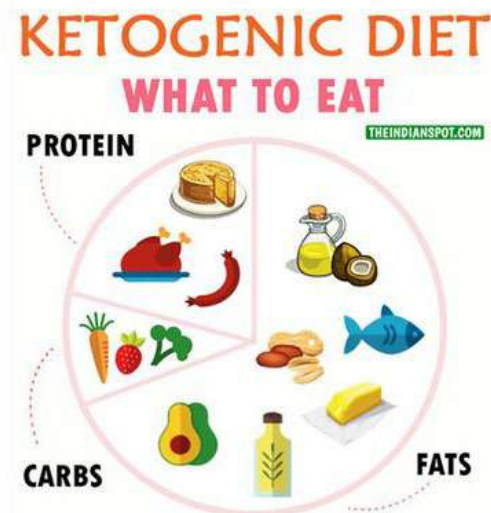 KETOGENIC DIET
WHAT TO EAT
THEINDIANSPOT.COM
PROTEIN
CARBS
FATS